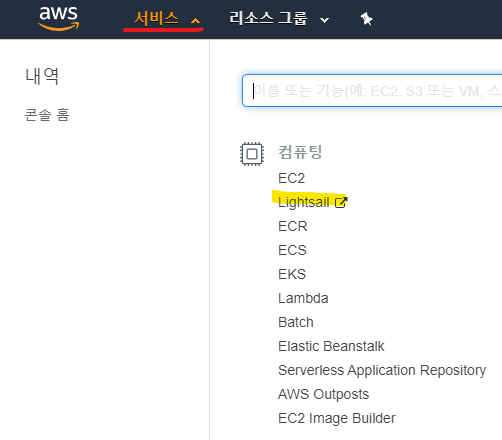 aws 서비스 리소스 그룹
내역
콘솔 홈
이름 또는 기능(예: EC2, S3 또는 VM, 스
컴퓨팅
EC2
Lightsail
ECR
ECS
EKS
Lambda
Batch
Elastic Beanstalk
Serverless Application Repository
AWS Outposts
EC2 Image Builder